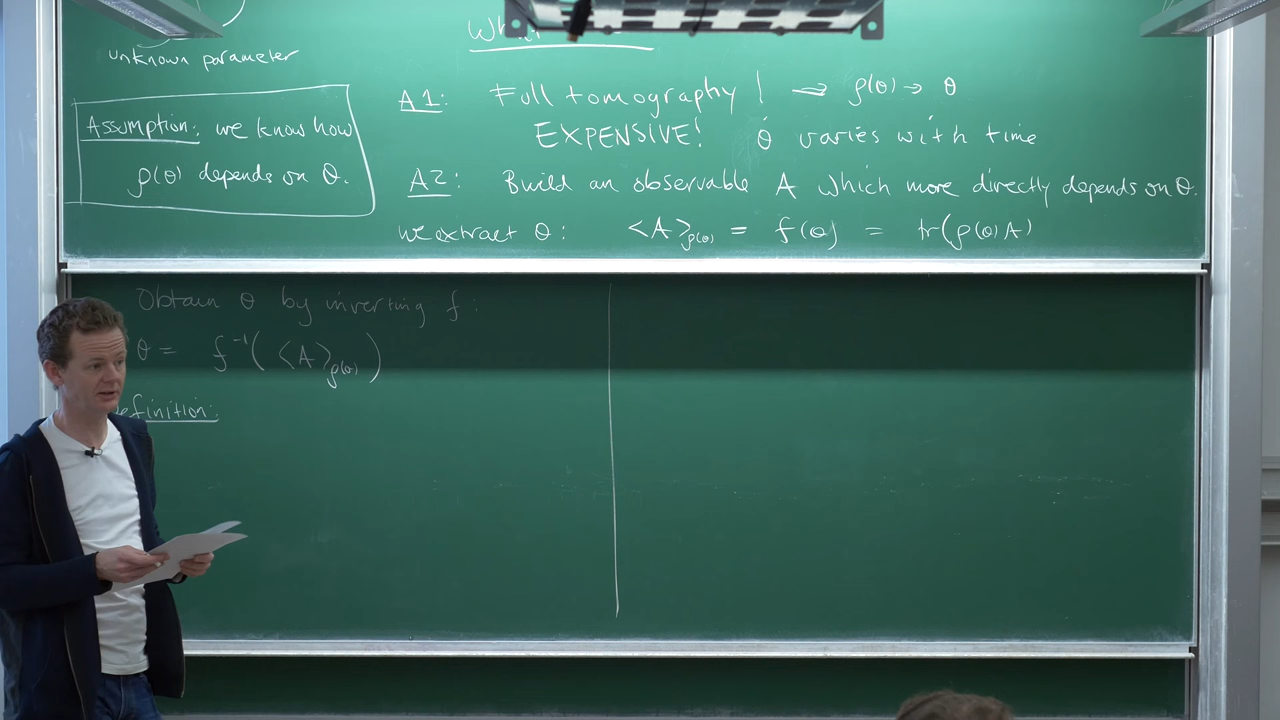 unknown parameter
Assumption: we know how
ρ(θ) depends on θ.
A1: Full tomography! → ρ(θ) → θ
EXPENSIVE! θ varies with time
A2: Build an observable A which more directly depends on θ.
we extract θ: <A>ρ(θ) = f(θ) = tr(ρ(θ)A)
Obtain θ by inverting f:
θ = f⁻¹(<A>ρ(θ))
efinition: